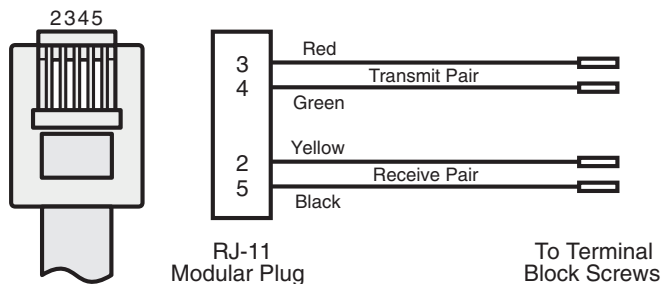 2345
3
Red
Transmit Pair
4
Green
Yellow
2
Receive Pair
5
Black
RJ-11
Modular Plug
To Terminal
Block Screws